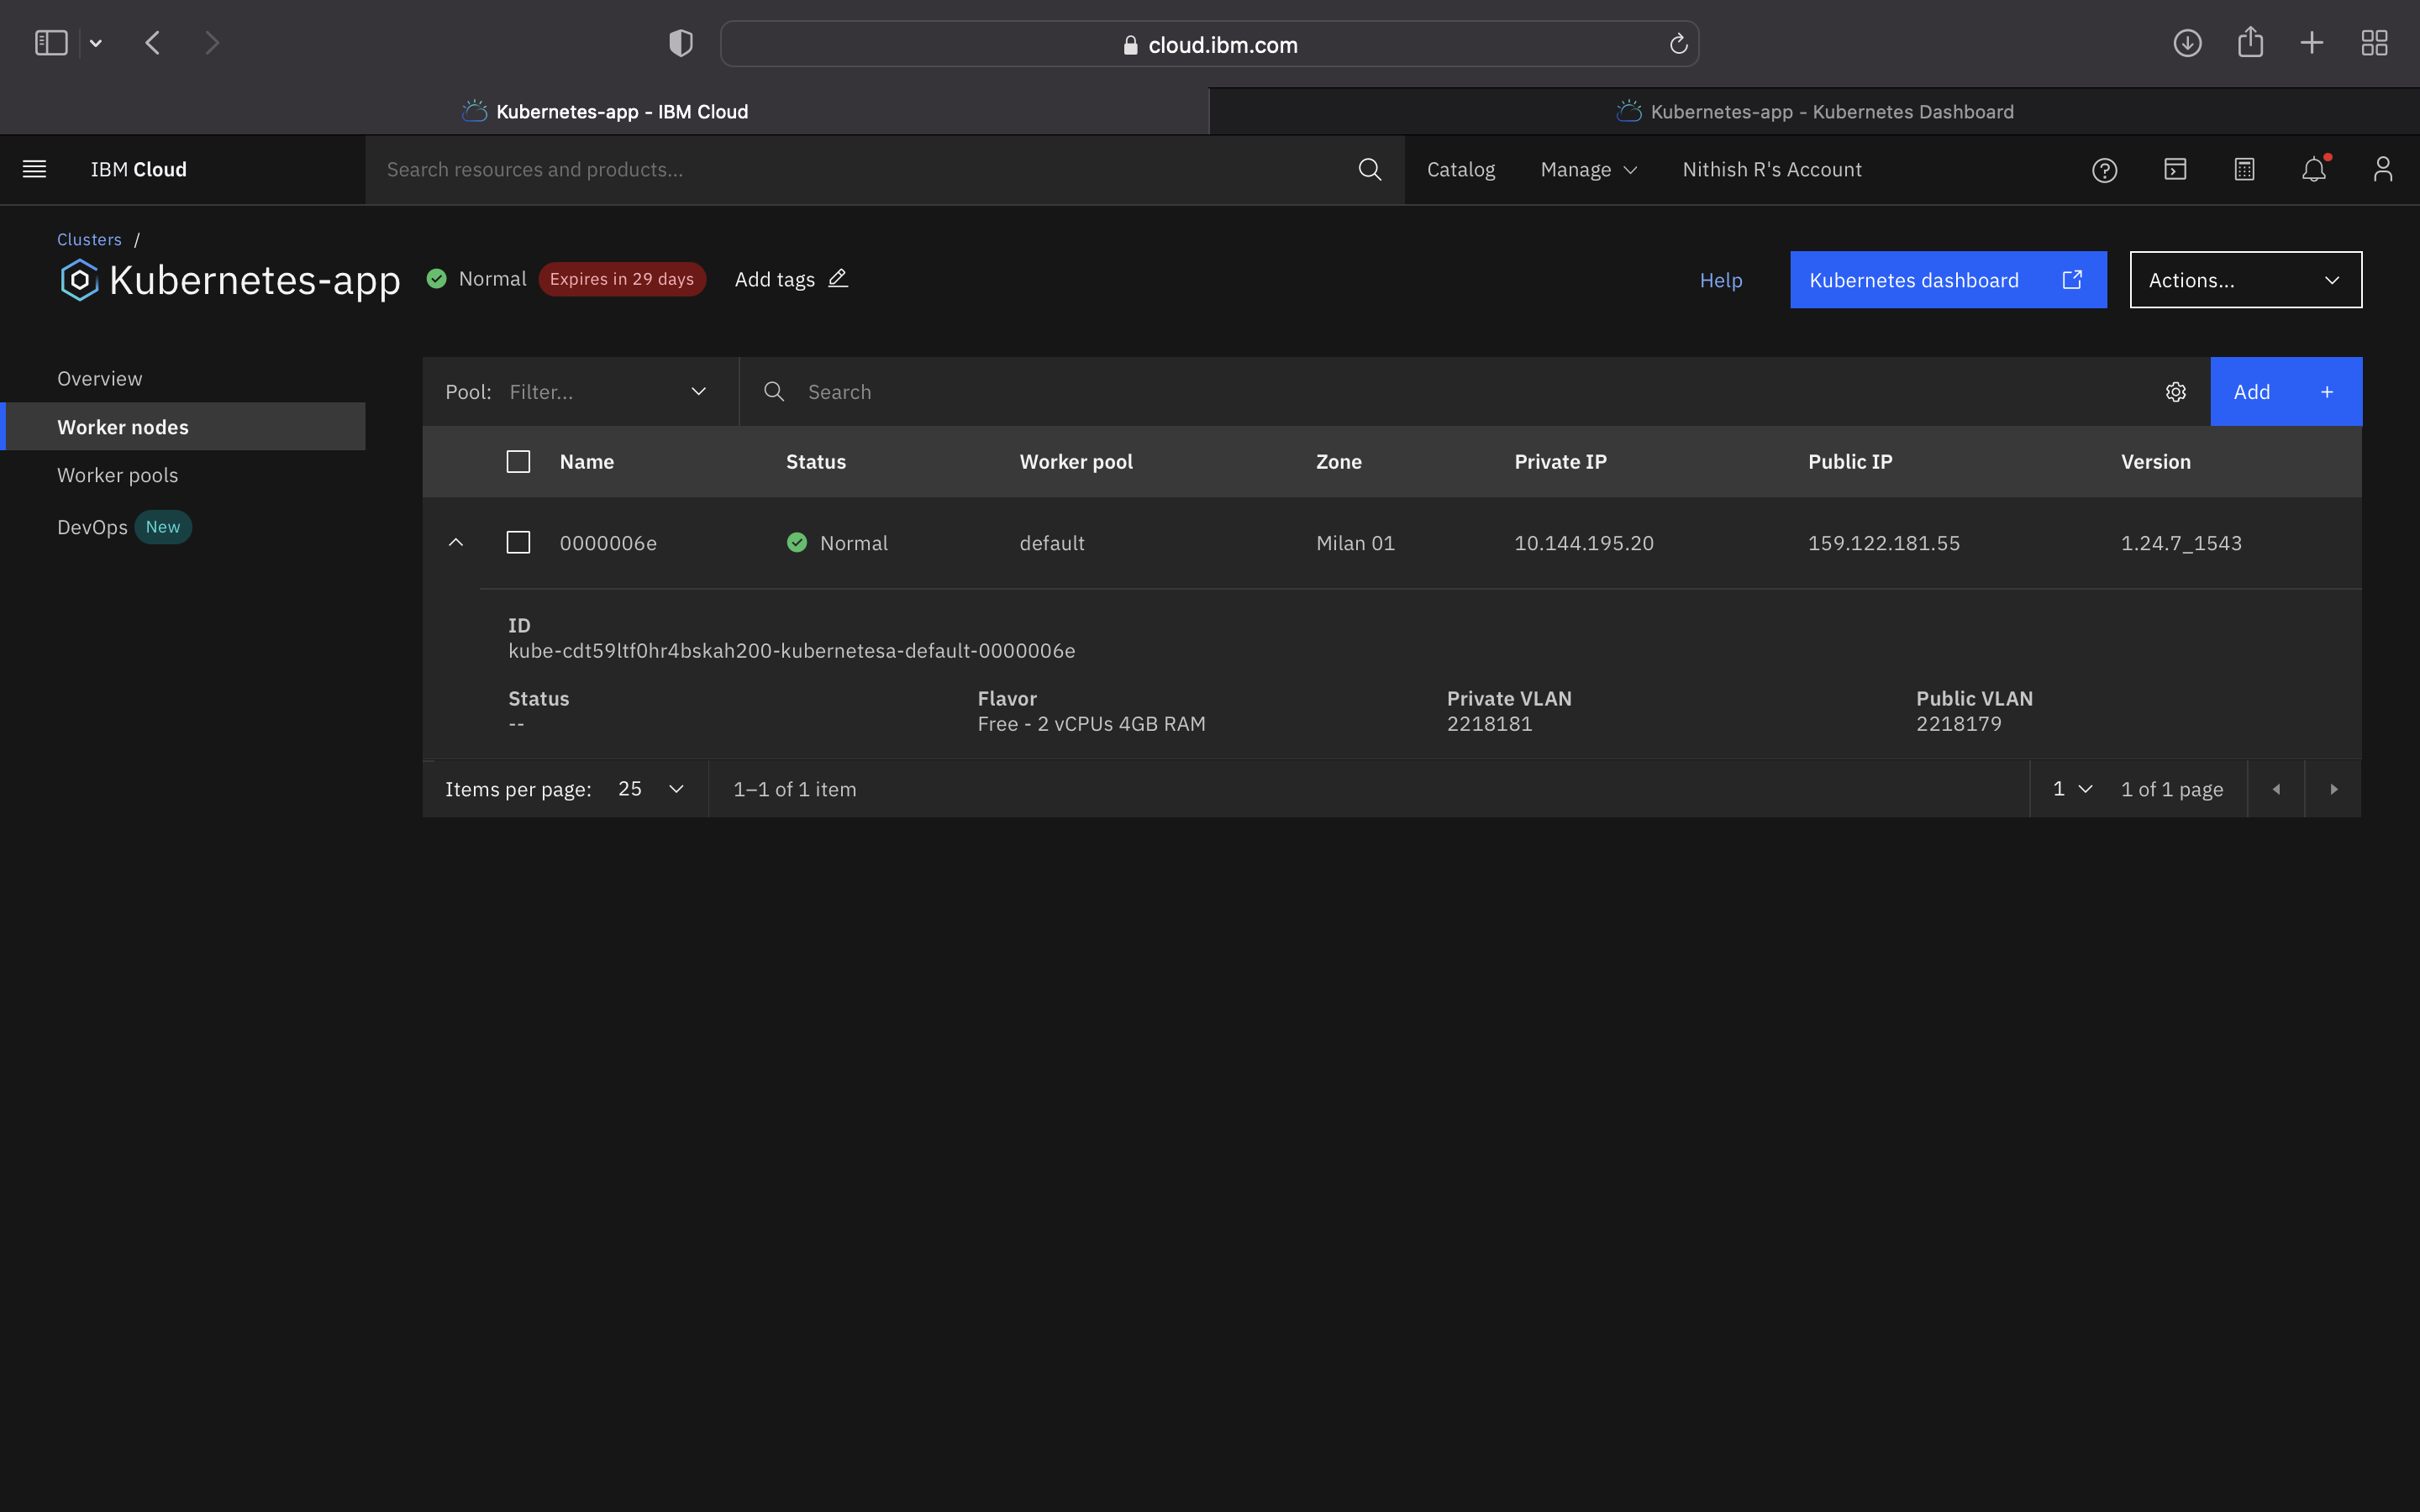 cloud.ibm.com
Kubernetes-app - IBM Cloud
Kubernetes-app - Kubernetes Dashboard
IBM Cloud
Search resources and products...
Catalog
Manage
Nithish R's Account
Clusters /
Kubernetes-app
Normal
Expires in 29 days
Add tags
Help
Kubernetes dashboard
Actions...
Overview
Worker nodes
Worker pools
DevOps New
Pool: Filter...
Search
Add +
Name Status Worker pool Zone Private IP Public IP Version
0000006e Normal default Milan 01 10.144.195.20 159.122.181.55 1.24.7_1543
ID
kube-cdt59ltf0hr4bskah200-kubernetesa-default-0000006e
Status Flavor Private VLAN Public VLAN
-- Free - 2 vCPUs 4GB RAM 2218181 2218179
Items per page: 25 1–1 of 1 item 1 1 of 1 page